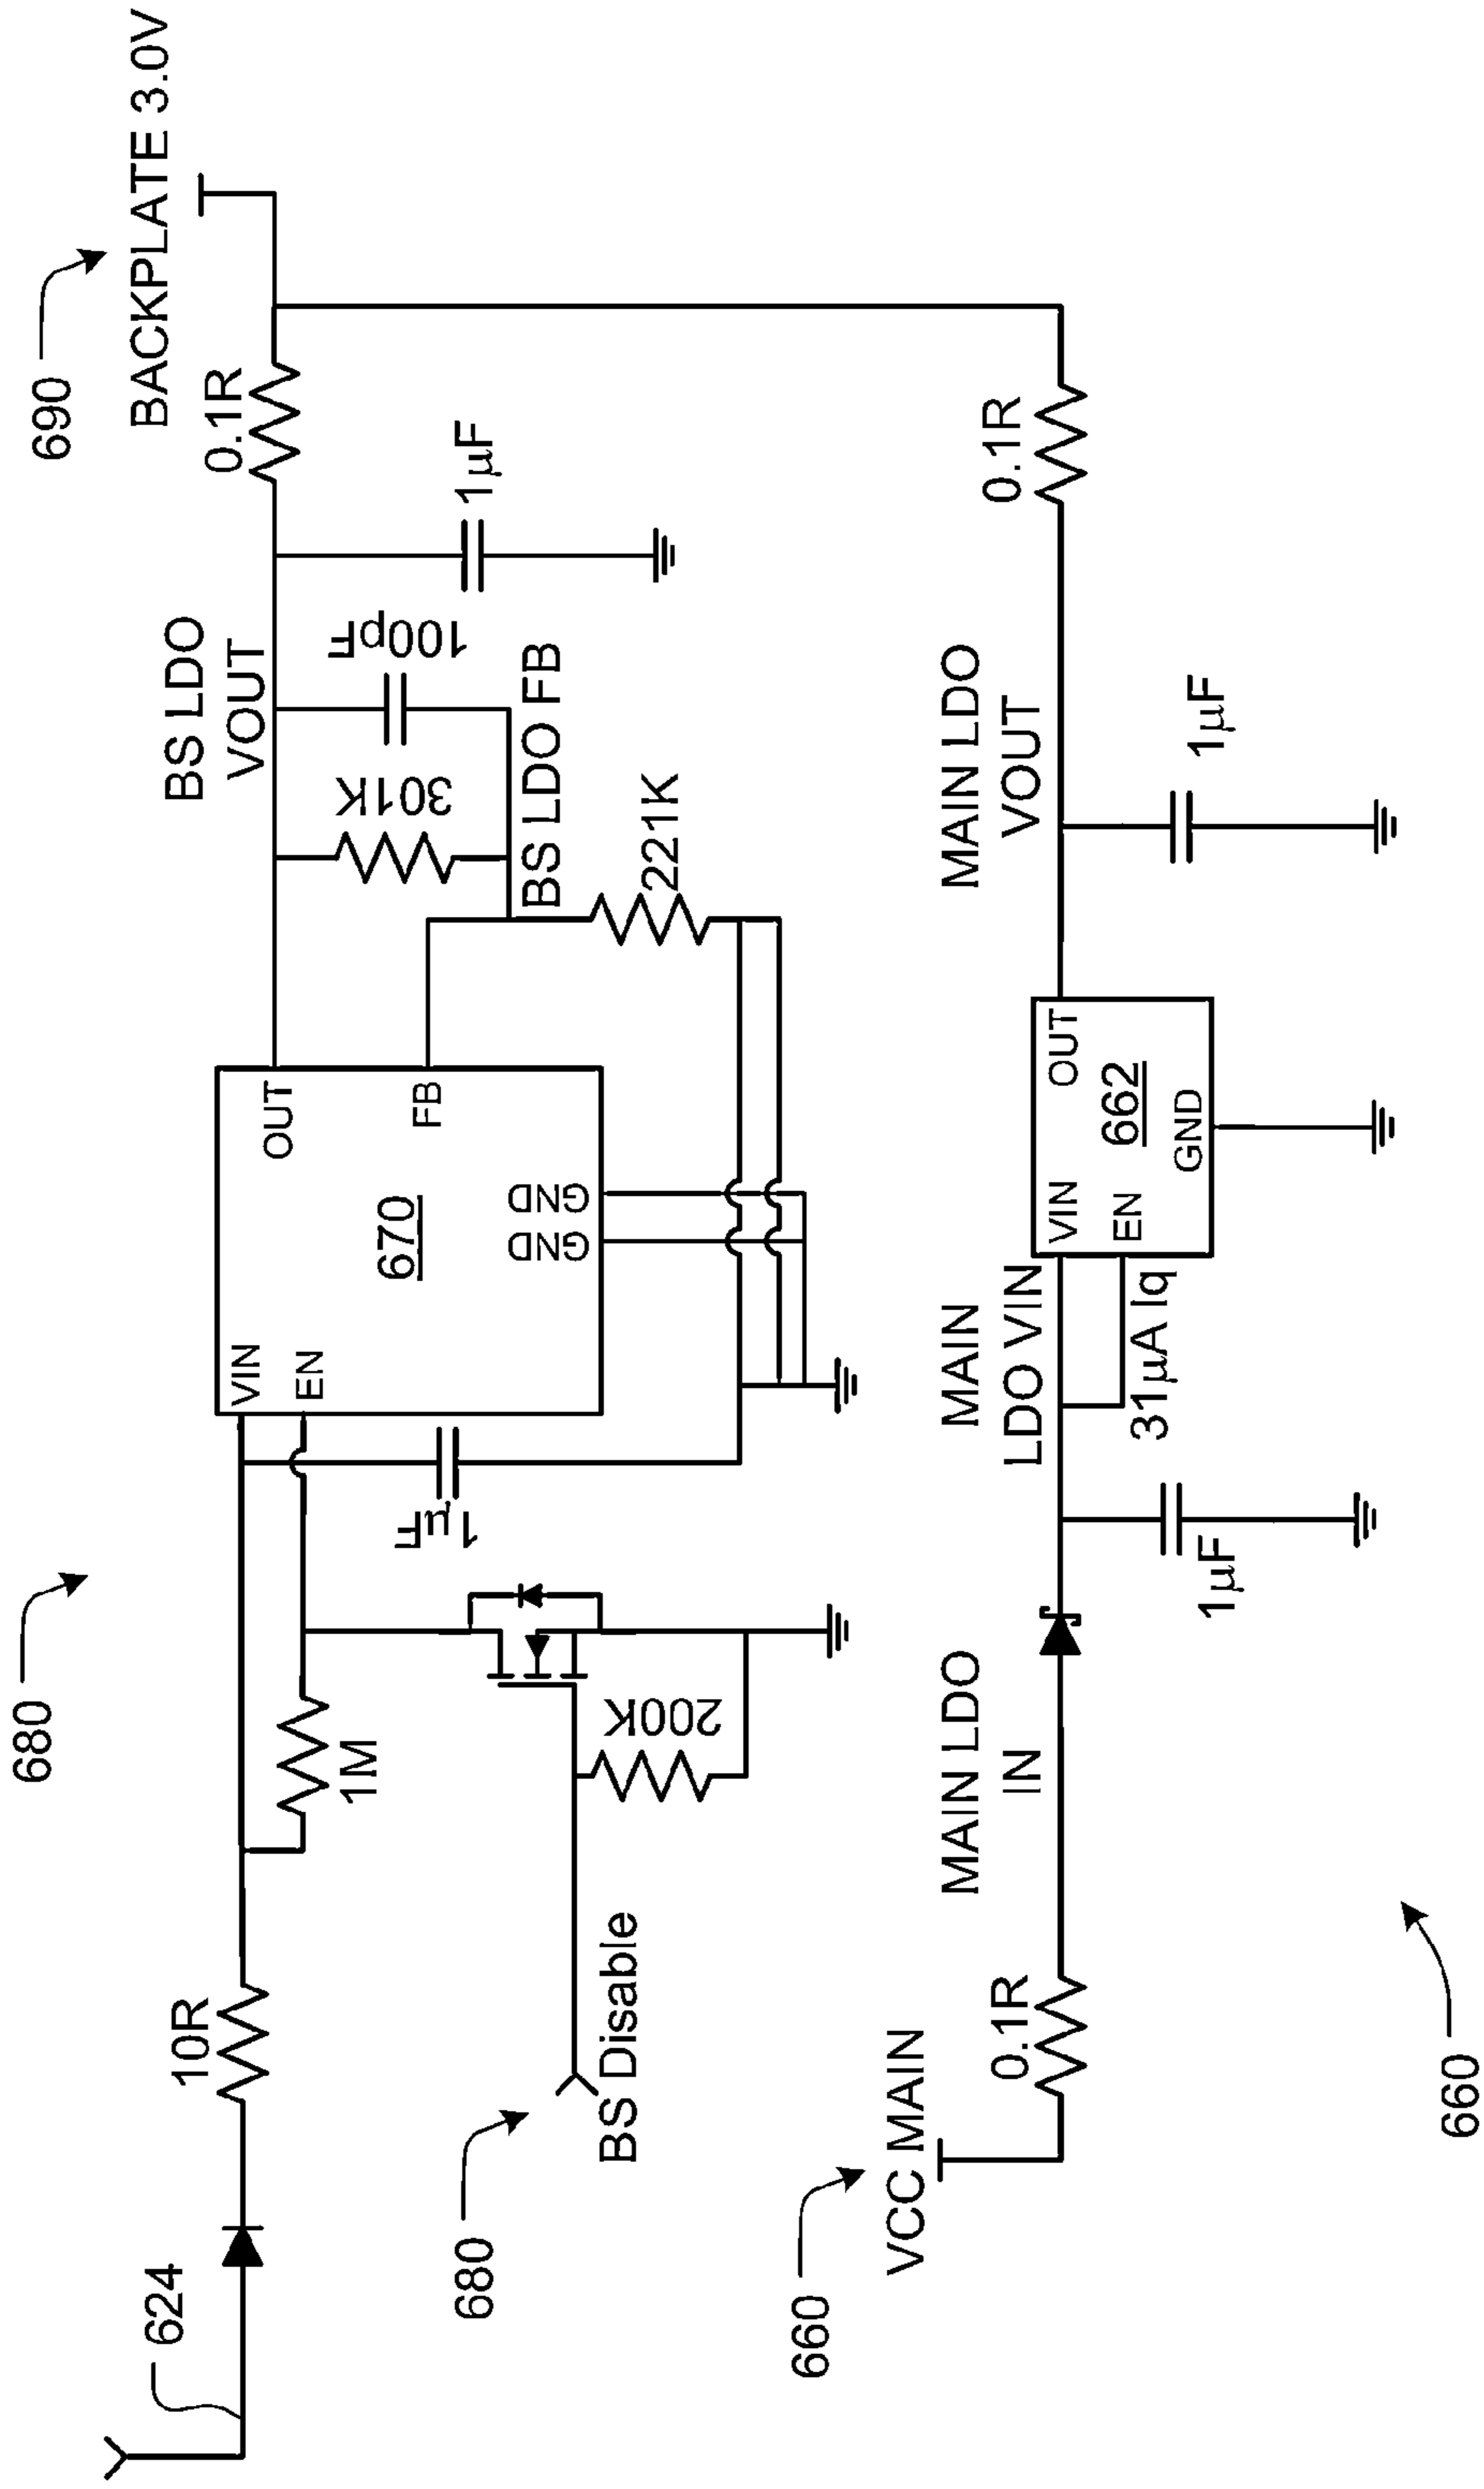 690
BACKPLATE 3.0V
0.1R
1µF
BS LDO
VOUT
100pF
301K
BS LDO FB
221K
OUT
FB
670
GND
GND
VIN
EN
1µF
680
1M
200K
10R
624
680
BS Disable
0.1R
MAIN LDO
VOUT
1µF
OUT
662
GND
VIN
EN
MAIN
LDO VIN
31µA Iq
1µF
MAIN LDO
IN
0.1R
VCC MAIN
660
660